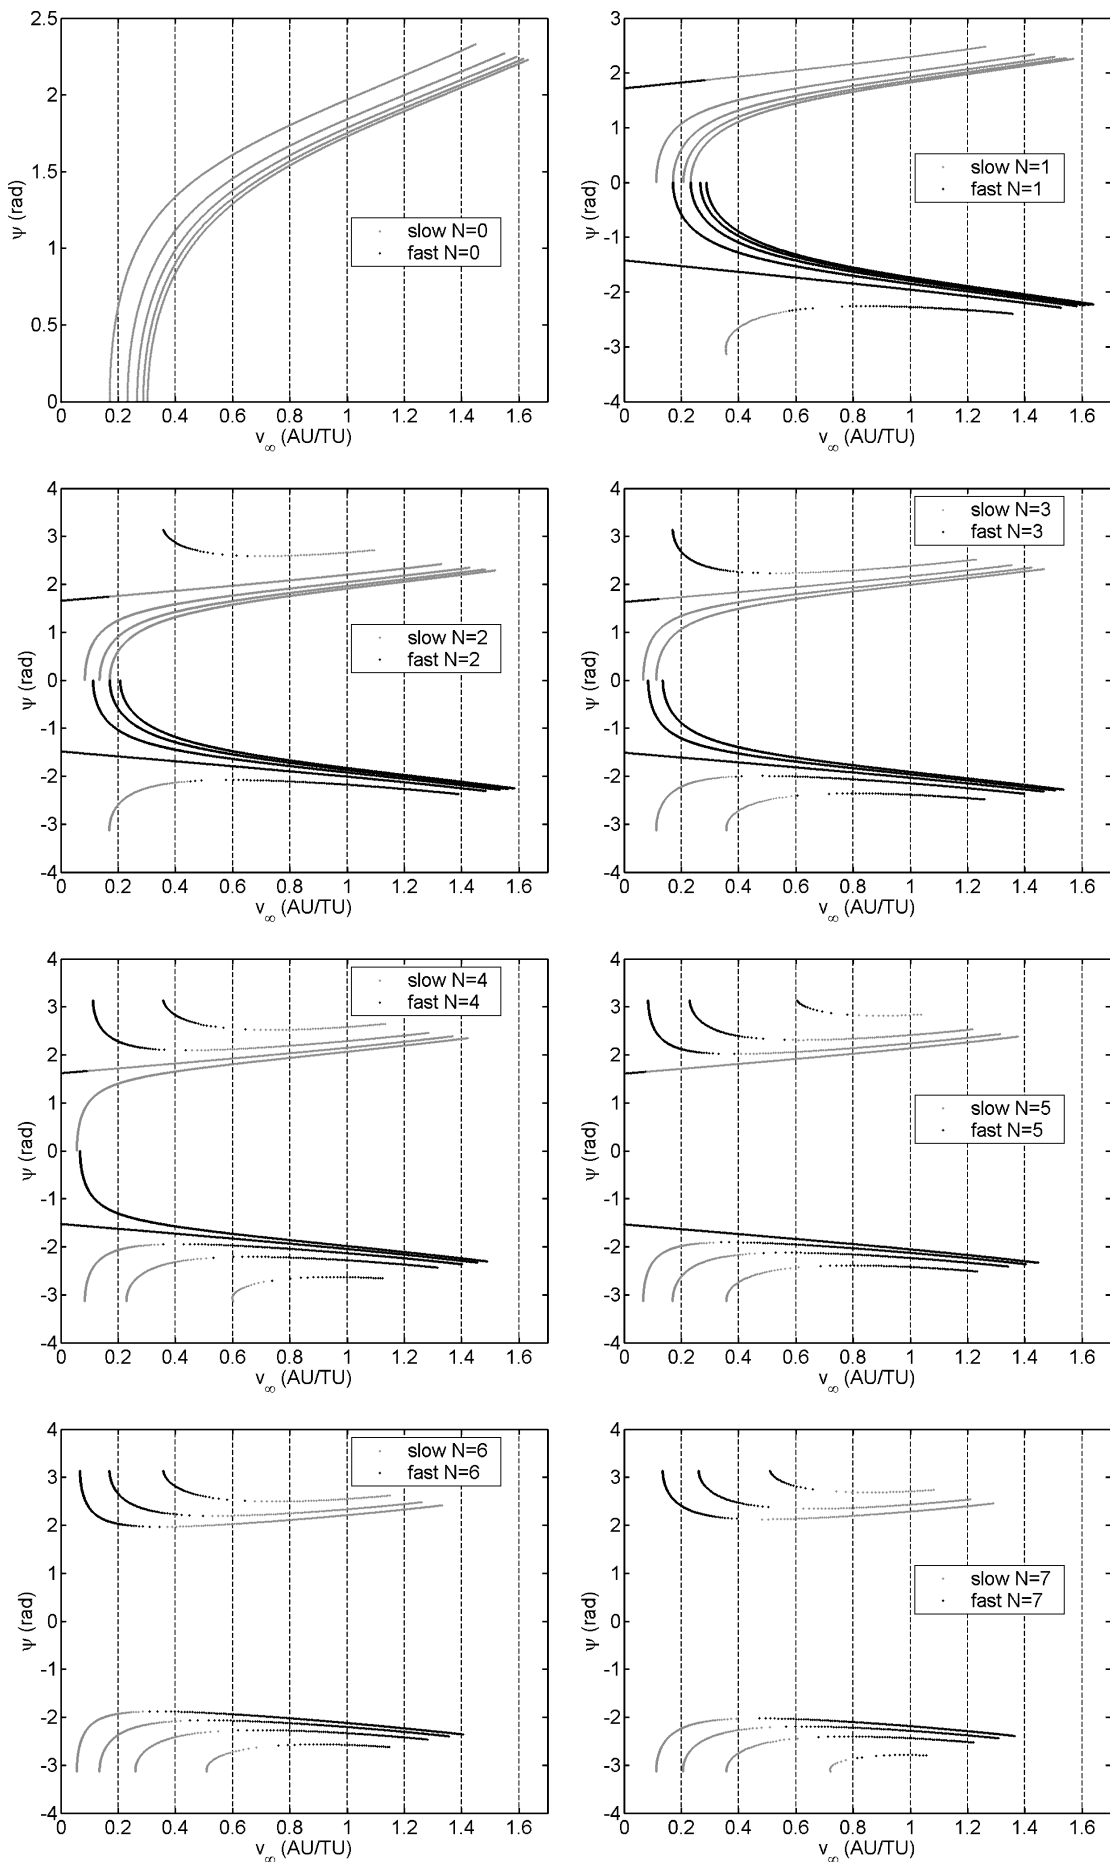 2.5
2
1.5
1
0.5
0
ψ (rad)
slow N=0
fast N=0
0 0.2 0.4 0.6 0.8 1 1.2 1.4 1.6
v∞ (AU/TU)
3
2
1
0
-1
-2
-3
-4
ψ (rad)
slow N=1
fast N=1
0 0.2 0.4 0.6 0.8 1 1.2 1.4 1.6
v∞ (AU/TU)
4
3
2
1
0
-1
-2
-3
-4
ψ (rad)
slow N=2
fast N=2
0 0.2 0.4 0.6 0.8 1 1.2 1.4 1.6
v∞ (AU/TU)
4
3
2
1
0
-1
-2
-3
-4
ψ (rad)
slow N=3
fast N=3
0 0.2 0.4 0.6 0.8 1 1.2 1.4 1.6
v∞ (AU/TU)
4
3
2
1
0
-1
-2
-3
-4
ψ (rad)
slow N=4
fast N=4
0 0.2 0.4 0.6 0.8 1 1.2 1.4 1.6
v∞ (AU/TU)
4
3
2
1
0
-1
-2
-3
-4
ψ (rad)
slow N=5
fast N=5
0 0.2 0.4 0.6 0.8 1 1.2 1.4 1.6
v∞ (AU/TU)
4
3
2
1
0
-1
-2
-3
-4
ψ (rad)
slow N=6
fast N=6
0 0.2 0.4 0.6 0.8 1 1.2 1.4 1.6
v∞ (AU/TU)
4
3
2
1
0
-1
-2
-3
-4
ψ (rad)
slow N=7
fast N=7
0 0.2 0.4 0.6 0.8 1 1.2 1.4 1.6
v∞ (AU/TU)